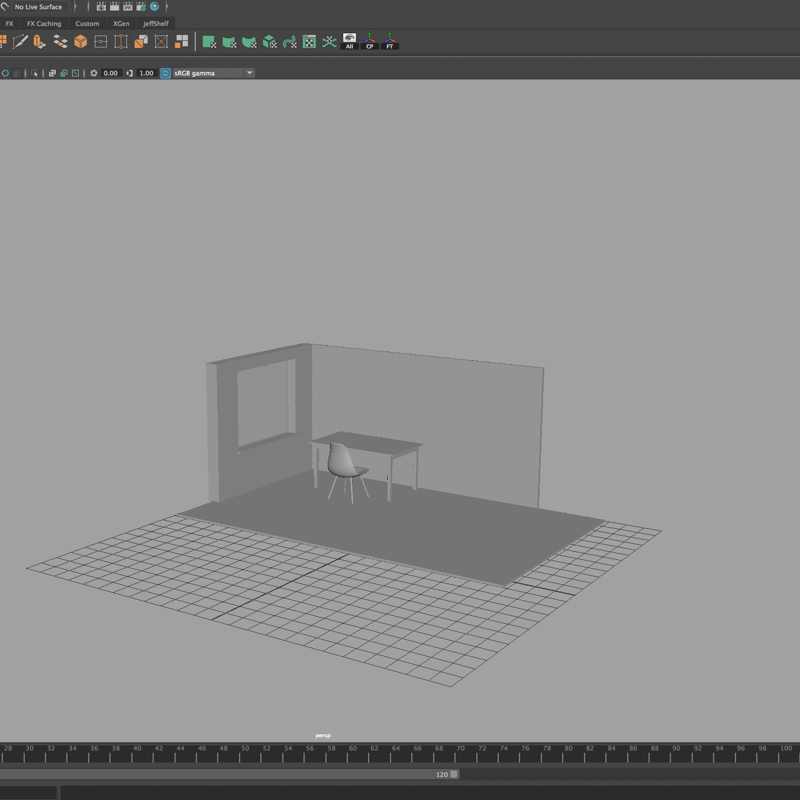 No Live Surface
FX FX Caching Custom XGen JeffShelf
All CP FT
0.00 1.00 sRGB gamma
persp
28 30 32 34 36 38 40 42 44 46 48 50 52 54 56 58 60 62 64 66 68 70 72 74 76 78 80 82 84 86 88 90 92 94 96 98 100
120